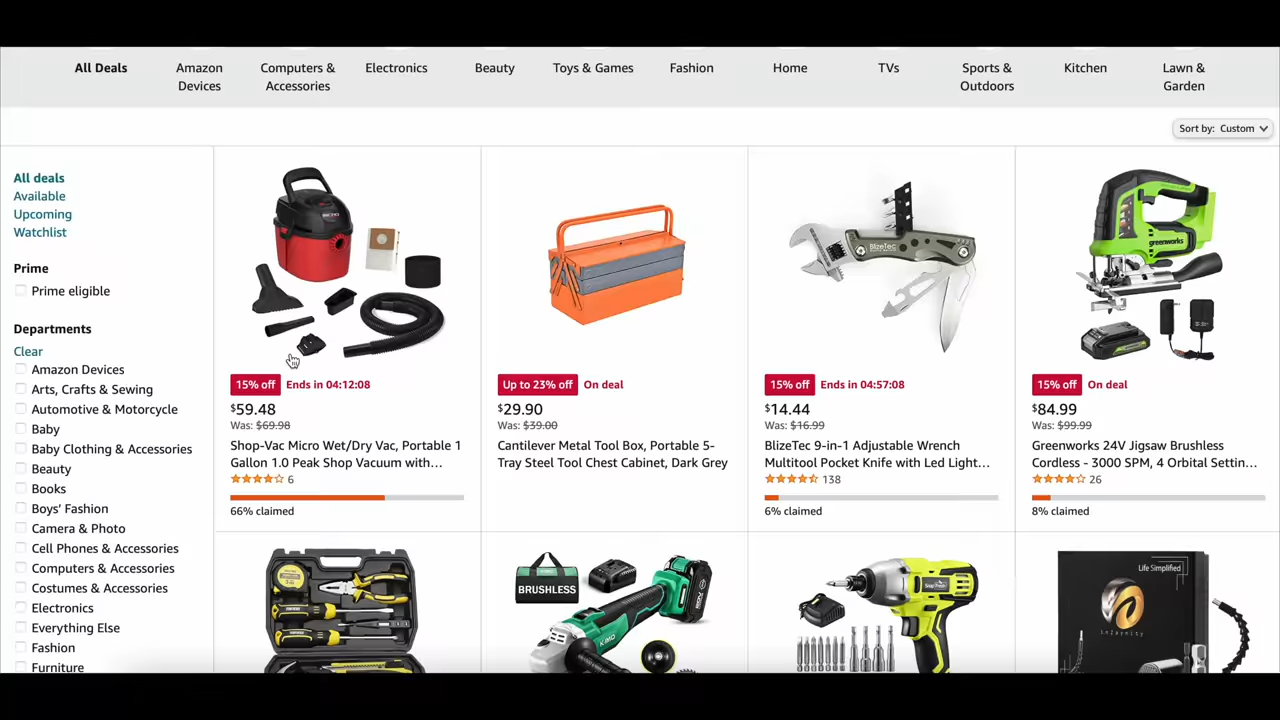 All Deals
Amazon Devices
Computers & Accessories
Electronics
Beauty
Toys & Games
Fashion
Home
TVs
Sports & Outdoors
Kitchen
Lawn & Garden
Sort by: Custom
All deals
Available
Upcoming
Watchlist
Prime
Prime eligible
Departments
Clear
Amazon Devices
Arts, Crafts & Sewing
Automotive & Motorcycle
Baby
Baby Clothing & Accessories
Beauty
Books
Boys' Fashion
Camera & Photo
Cell Phones & Accessories
Computers & Accessories
Costumes & Accessories
Electronics
Everything Else
Fashion
Furniture
15% off Ends in 04:12:08
$59.48
Was: $69.98
Shop-Vac Micro Wet/Dry Vac, Portable 1
Gallon 1.0 Peak Shop Vacuum with...
6
66% claimed
Up to 23% off On deal
$29.90
Was: $39.00
Cantilever Metal Tool Box, Portable 5-
Tray Steel Tool Chest Cabinet, Dark Grey
BlizeTec
15% off Ends in 04:57:08
$14.44
Was: $16.99
BlizeTec 9-in-1 Adjustable Wrench
Multitool Pocket Knife with Led Light...
138
6% claimed
greenworks
15% off On deal
$84.99
Was: $99.99
Greenworks 24V Jigsaw Brushless
Cordless - 3000 SPM, 4 Orbital Settin...
26
8% claimed
BRUSHLESS
KIMO
Life Simplified